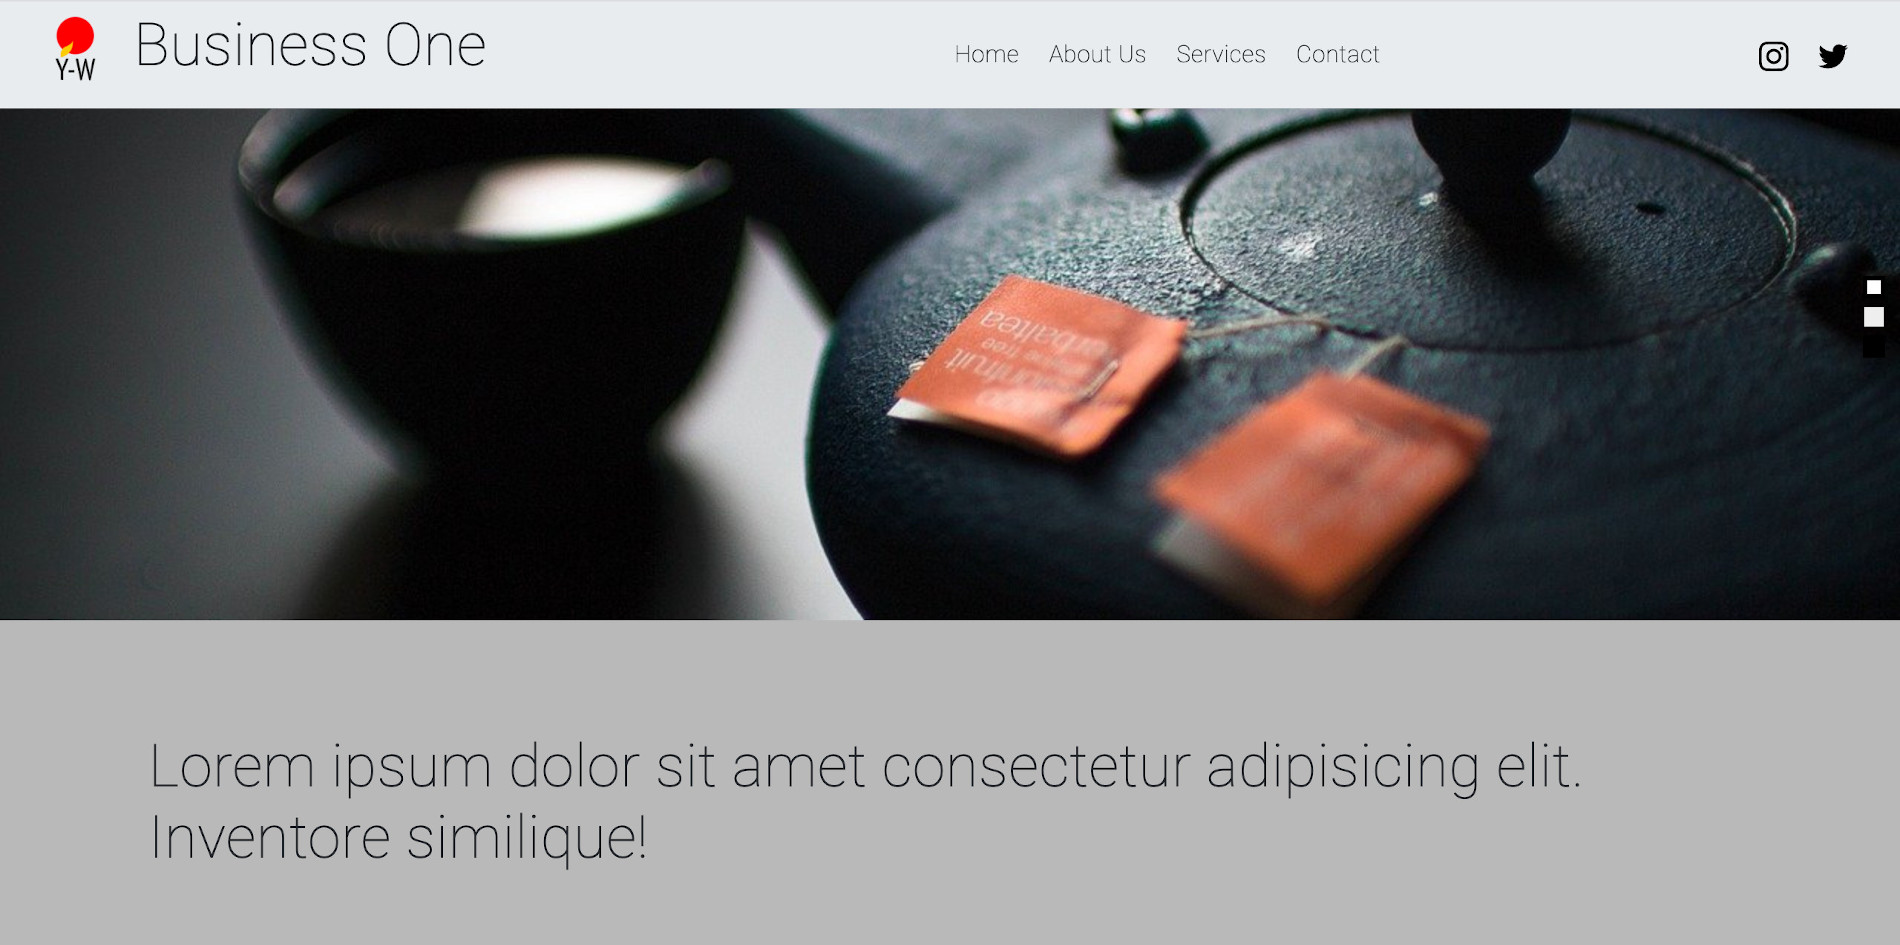 Y-W
Business One
Home
About Us
Services
Contact
Lorem ipsum dolor sit amet consectetur adipisicing elit.
Inventore similique!